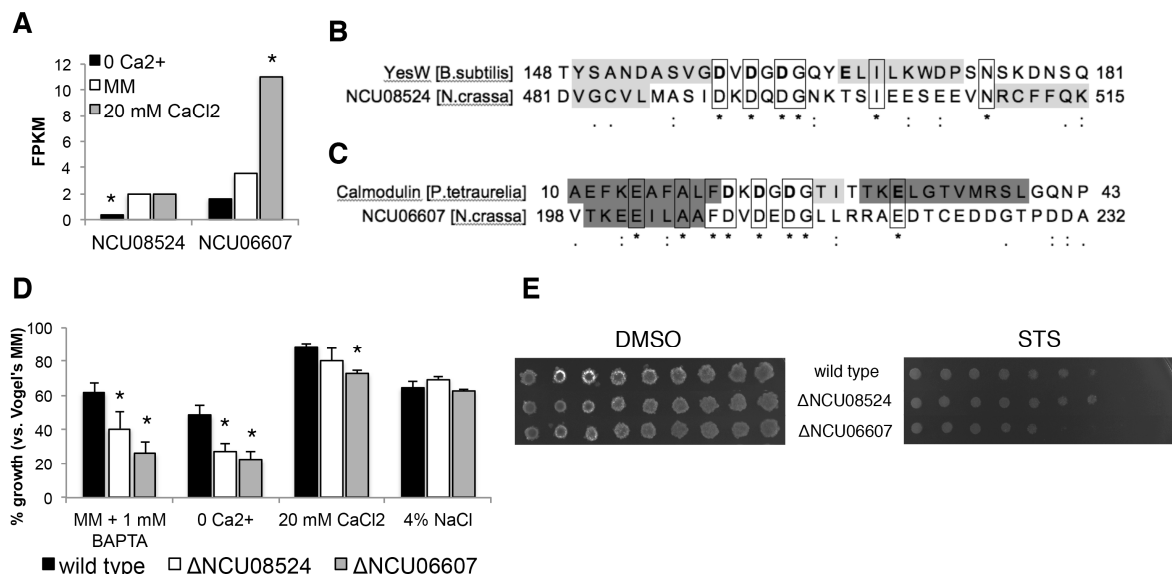 A
FPKM
12
10
8
6
4
2
0
0 Ca2+
MM
20 mM CaCl2
*
*
NCU08524 NCU06607
B
YesW [B.subtilis] 148 T Y S A N D A S V G D V D G D G Q Y E L I L K W D P S N S K D N S Q 181
NCU08524 [N.crassa] 481 D V G C V L M A S I D K D Q D G N K T S I E E S E E V N R C F F Q K 515
. . : * * * * : * : : * . :
C
Calmodulin [P.tetraurelia] 10 A E F K E A F A L F D K D G D G T I T T K E L G T V M R S L G Q N P 43
NCU06607 [N.crassa] 198 V T K E E I L A A F D V D E D G L L R R A E D T C E D D G T P D D A 232
. : : * : * * * * * * : * . : : .
D
% growth (vs. Vogel's MM)
100
80
60
40
20
0
* * * * *
MM + 1 mM BAPTA
0 Ca2+
20 mM CaCl2
4% NaCl
wild type ΔNCU08524 ΔNCU06607
E
DMSO STS
wild type
ΔNCU08524
ΔNCU06607